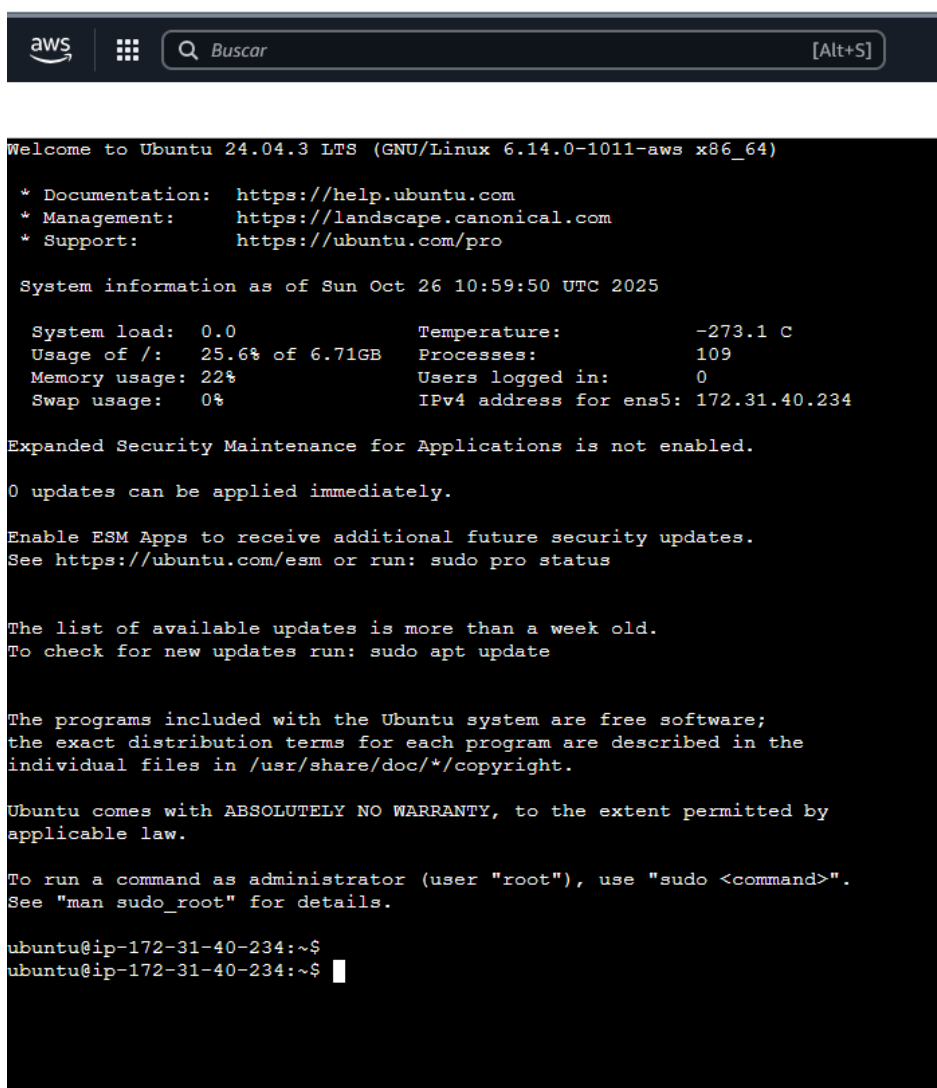 aws
Buscar [Alt+S]
Welcome to Ubuntu 24.04.3 LTS (GNU/Linux 6.14.0-1011-aws x86_64)
* Documentation: https://help.ubuntu.com
* Management: https://landscape.canonical.com
* Support: https://ubuntu.com/pro
System information as of Sun Oct 26 10:59:50 UTC 2025
System load: 0.0 Temperature: -273.1 C
Usage of /: 25.6% of 6.71GB Processes: 109
Memory usage: 22% Users logged in: 0
Swap usage: 0% IPv4 address for ens5: 172.31.40.234
Expanded Security Maintenance for Applications is not enabled.
0 updates can be applied immediately.
Enable ESM Apps to receive additional future security updates.
See https://ubuntu.com/esm or run: sudo pro status
The list of available updates is more than a week old.
To check for new updates run: sudo apt update
The programs included with the Ubuntu system are free software;
the exact distribution terms for each program are described in the
individual files in /usr/share/doc/*/copyright.
Ubuntu comes with ABSOLUTELY NO WARRANTY, to the extent permitted by
applicable law.
To run a command as administrator (user "root"), use "sudo <command>".
See "man sudo_root" for details.
ubuntu@ip-172-31-40-234:~$
ubuntu@ip-172-31-40-234:~$